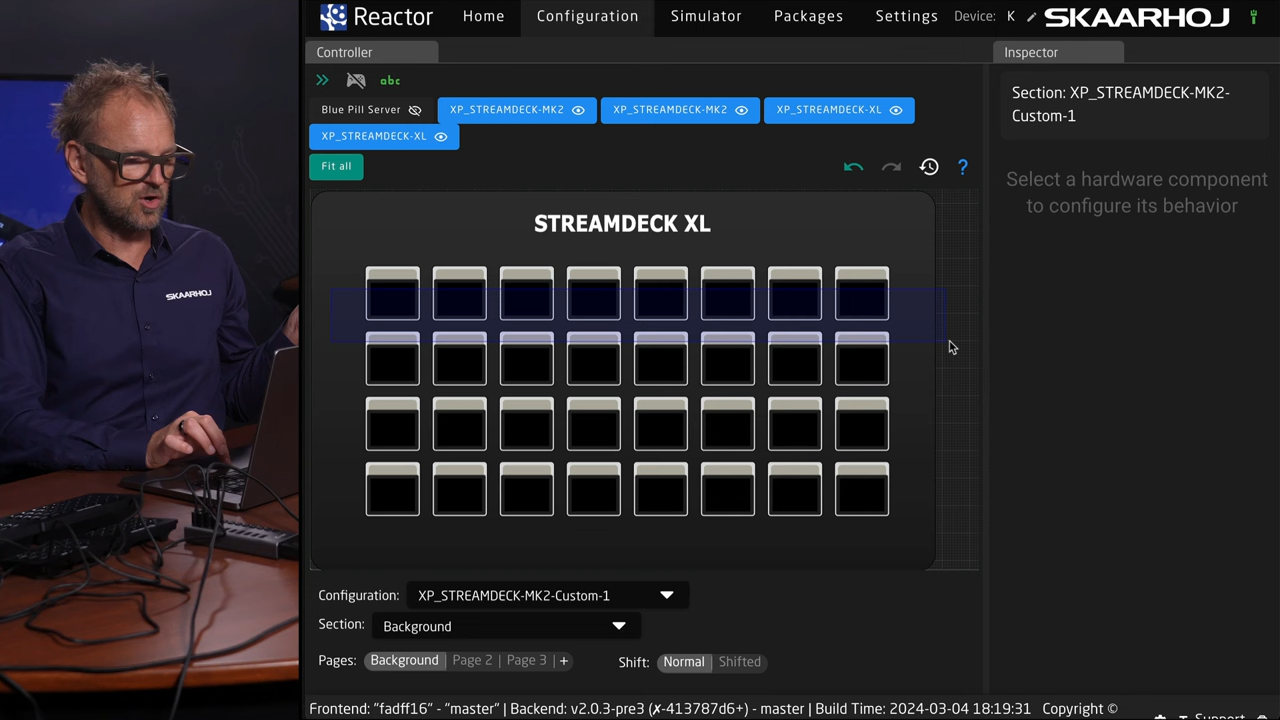 Reactor Home Configuration Simulator Packages Settings Device: K SKAARHOJ
Controller
Inspector
abc
Blue Pill Server XP_STREAMDECK-MK2 XP_STREAMDECK-MK2 XP_STREAMDECK-XL
XP_STREAMDECK-XL
Fit all
?
Section: XP_STREAMDECK-MK2-
Custom-1
Select a hardware component
to configure its behavior
STREAMDECK XL
SKAARHOJ
Configuration: XP_STREAMDECK-MK2-Custom-1
Section: Background
Pages: Background Page 2 Page 3 + Shift: Normal Shifted
Frontend: "fadff16" - "master" | Backend: v2.0.3-pre3 (✗-413787d6+) - master | Build Time: 2024-03-04 18:19:31 Copyright ©
Support